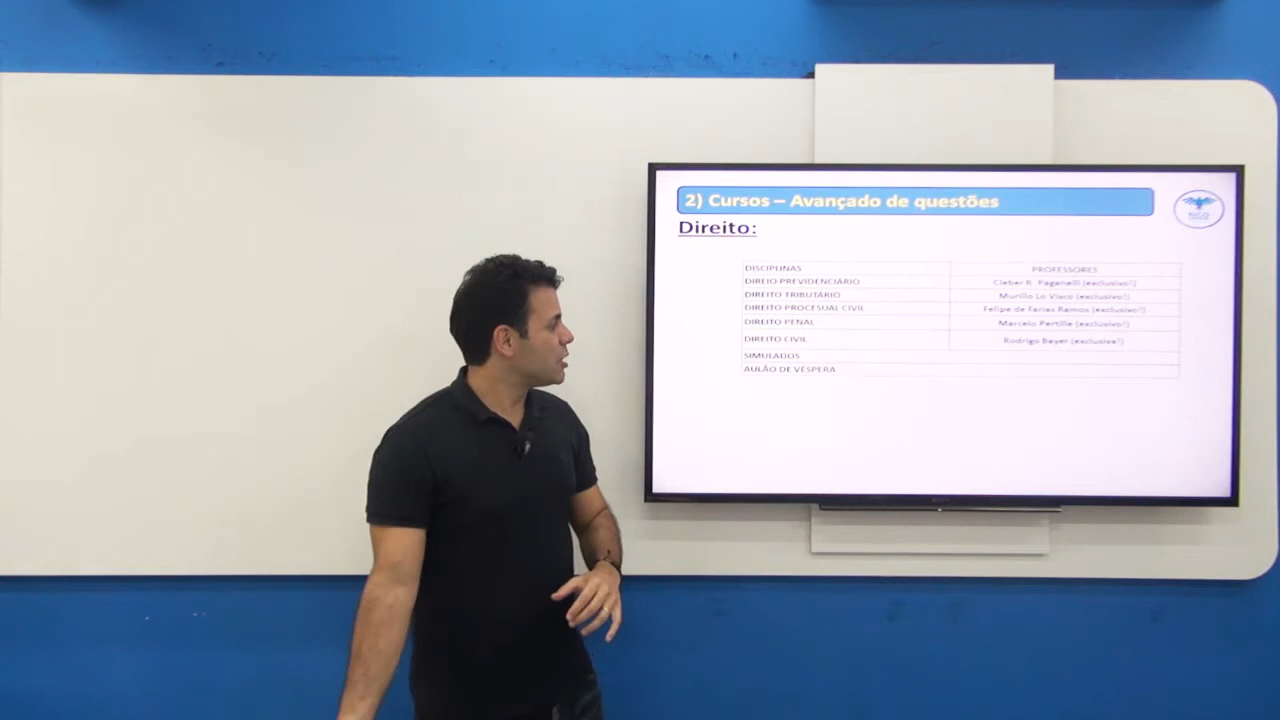 2) Cursos – Avançado de questões
RICO
Direito:
DISCIPLINAS PROFESSORES
DIREIO PREVIDENCIÁRIO Cleber R. Paganelli (exclusivo!)
DIREITO TRIBUTÁRIO Murillo Lo Visco (exclusivo!)
DIREITO PROCESUAL CIVIL Felipe de Farias Ramos (exclusivo!)
DIREITO PENAL Marcelo Pertille (exclusivo!)
DIREITO CIVIL Rodrigo Bayer (exclusivo!)
SIMULADOS
AULÃO DE VÉSPERA